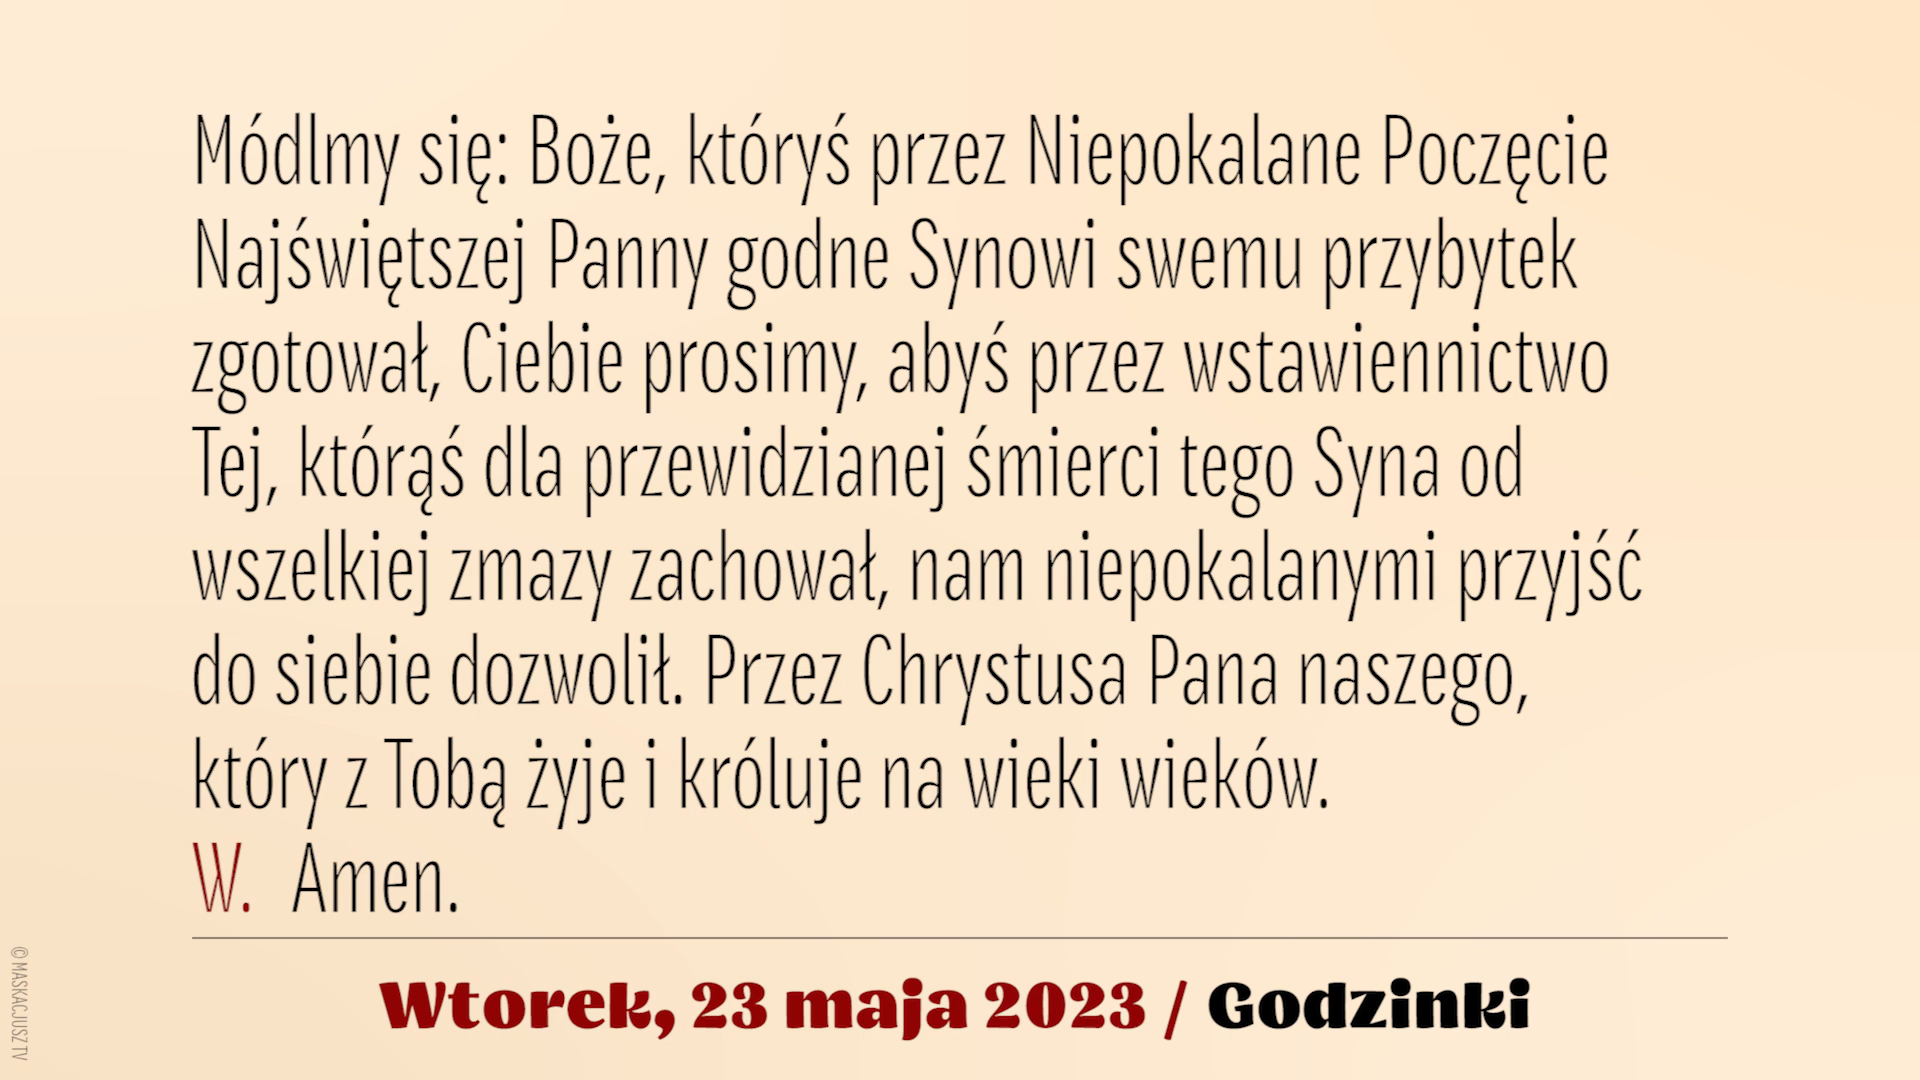 Módlmy się: Boże, któryś przez Niepokalane Poczęcie
Najświętszej Panny godne Synowi swemu przybytek
zgotował, Ciebie prosimy, abyś przez wstawiennictwo
Tej, którąś dla przewidzianej śmierci tego Syna od
wszelkiej zmazy zachował, nam niepokalanymi przyjść
do siebie dozwolił. Przez Chrystusa Pana naszego,
który z Tobą żyje i króluje na wieki wieków.
W. Amen.
Wtorek, 23 maja 2023 / Godzinki
© MASKACJUSZ TV